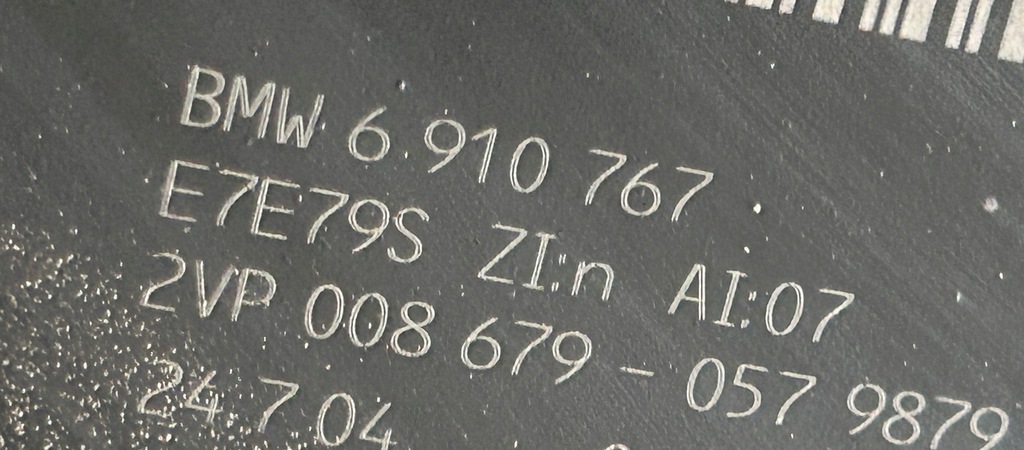 BMW 6 910 767
E7E79S ZI:n AI:07
2VP 008 679 - 057 9879
24 7 04